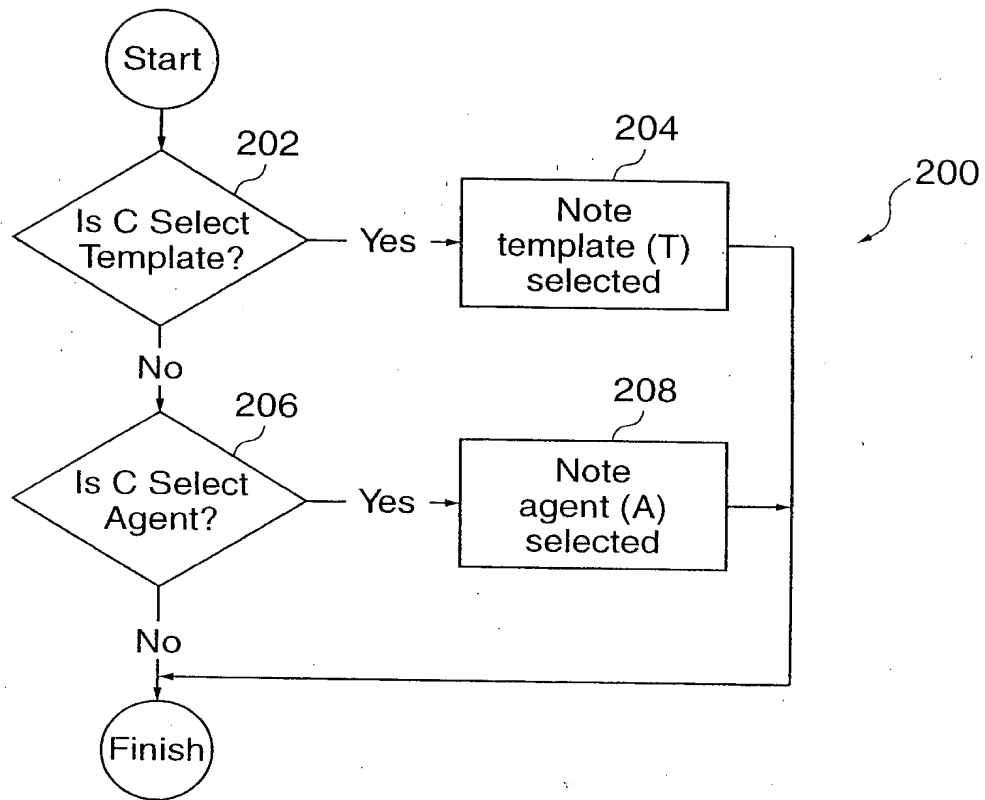 Start
202
Is C Select
Template?
Yes
204
Note
template (T)
selected
200
No
206
Is C Select
Agent?
Yes
208
Note
agent (A)
selected
No
Finish